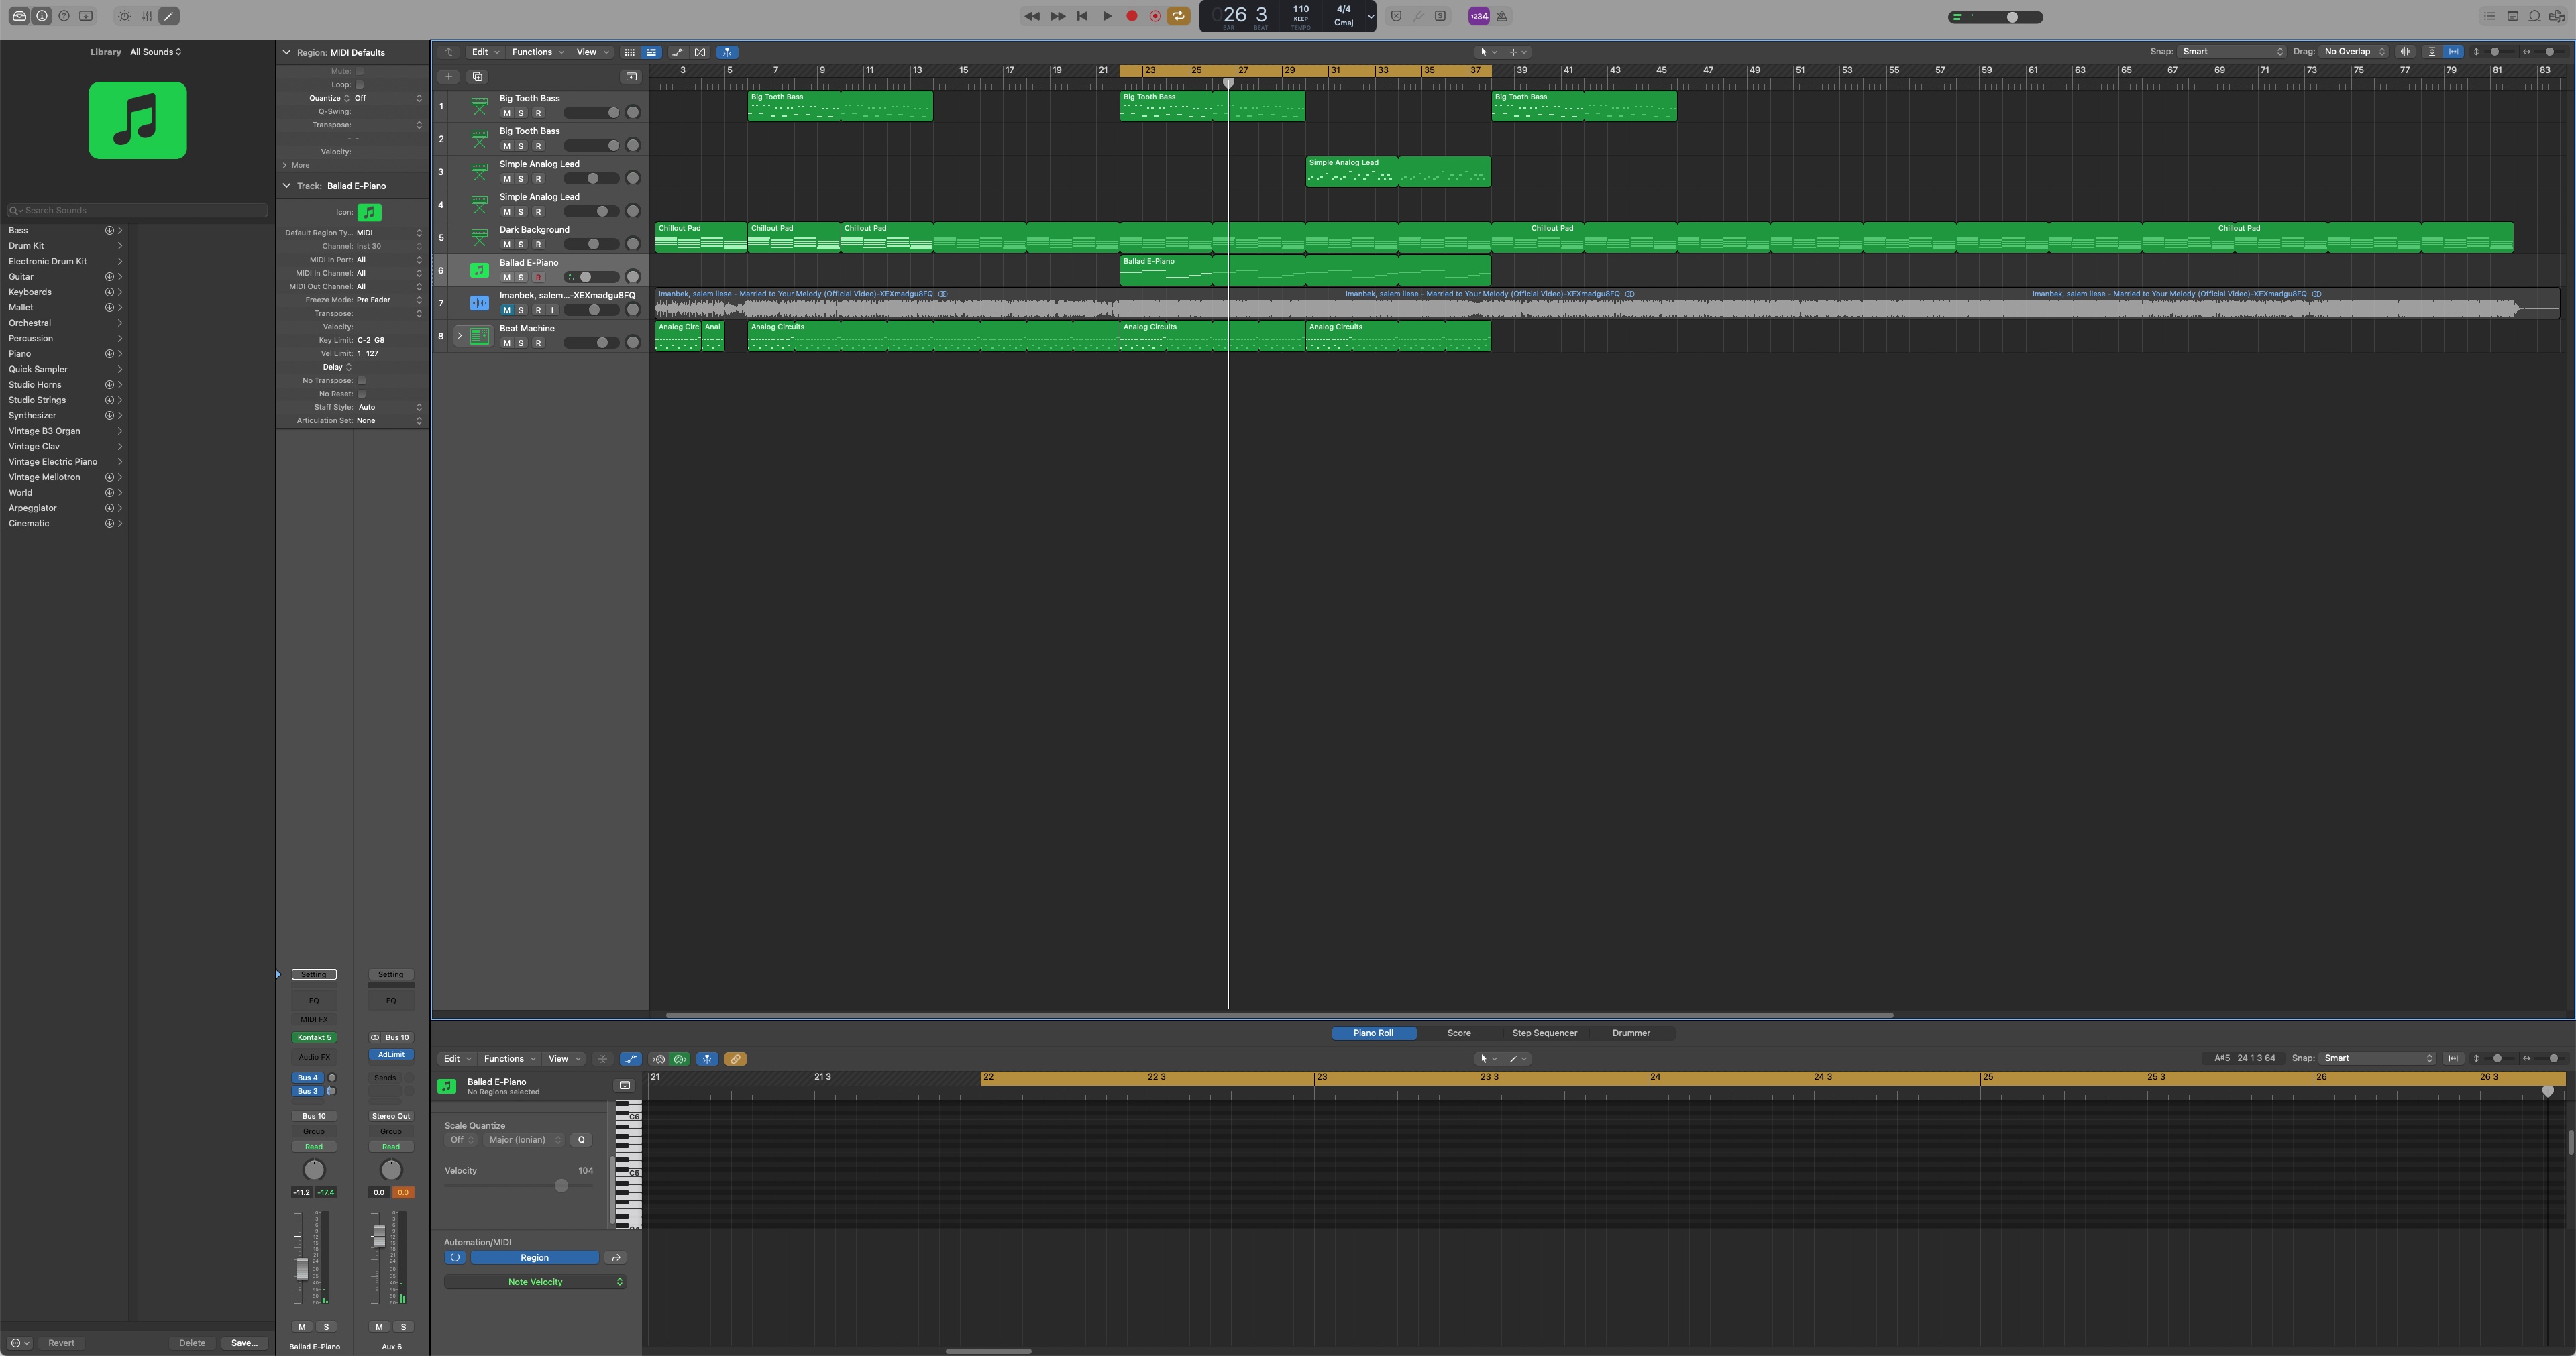 026 3 110 4/4
BAR BEAT KEEP TEMPO Cmaj
1234
Library All Sounds
Region: MIDI Defaults
Edit Functions View
Snap: Smart Drag: No Overlap
Mute:
Loop:
Quantize Off
Q-Swing:
Transpose:
Velocity:
More
Track: Ballad E-Piano
Icon:
Default Region Ty... MIDI
Channel: Inst 30
MIDI In Port: All
MIDI In Channel: All
MIDI Out Channel: All
Freeze Mode: Pre Fader
Transpose:
Velocity:
Key Limit: C-2 G8
Vel Limit: 1 127
Delay
No Transpose:
No Reset:
Staff Style: Auto
Articulation Set: None
Search Sounds
Bass
Drum Kit
Electronic Drum Kit
Guitar
Keyboards
Mallet
Orchestral
Percussion
Piano
Quick Sampler
Studio Horns
Studio Strings
Synthesizer
Vintage B3 Organ
Vintage Clav
Vintage Electric Piano
Vintage Mellotron
World
Arpeggiator
Cinematic
3 5 7 9 11 13 15 17 19 21 23 25 27 29 31 33 35 37 39 41 43 45 47 49 51 53 55 57 59 61 63 65 67 69 71 73 75 77 79 81 83
1 Big Tooth Bass
M S R
Big Tooth Bass Big Tooth Bass Big Tooth Bass
2 Big Tooth Bass
M S R
3 Simple Analog Lead
M S R
Simple Analog Lead
4 Simple Analog Lead
M S R
5 Dark Background
M S R
Chillout Pad Chillout Pad Chillout Pad Chillout Pad Chillout Pad
6 Ballad E-Piano
M S R
Ballad E-Piano
7 Imanbek, salem...-XEXmadgu8FQ
M S R I
Imanbek, salem ilese - Married to Your Melody (Official Video)-XEXmadgu8FQ
Imanbek, salem ilese - Married to Your Melody (Official Video)-XEXmadgu8FQ
Imanbek, salem ilese - Married to Your Melody (Official Video)-XEXmadgu8FQ
8 Beat Machine
M S R
Analog Circ Anal Analog Circuits Analog Circuits Analog Circuits
Setting Setting
EQ EQ
MIDI FX
Kontakt 5 Bus 10
Audio FX AdLimit
Bus 4 Sends
Bus 3
Bus 10 Stereo Out
Group Group
Read Read
-11.2 -17.4 0.0 0.0
M S M S
Ballad E-Piano Aux 6
Revert Delete Save...
Piano Roll Score Step Sequencer Drummer
Edit Functions View
A#5 24 1 3 64 Snap: Smart
Ballad E-Piano
No Regions selected
21 21 3 22 22 3 23 23 3 24 24 3 25 25 3 26 26 3
C6
Scale Quantize
Off Major (Ionian) Q
Velocity 104
C5
Automation/MIDI
Region
Note Velocity